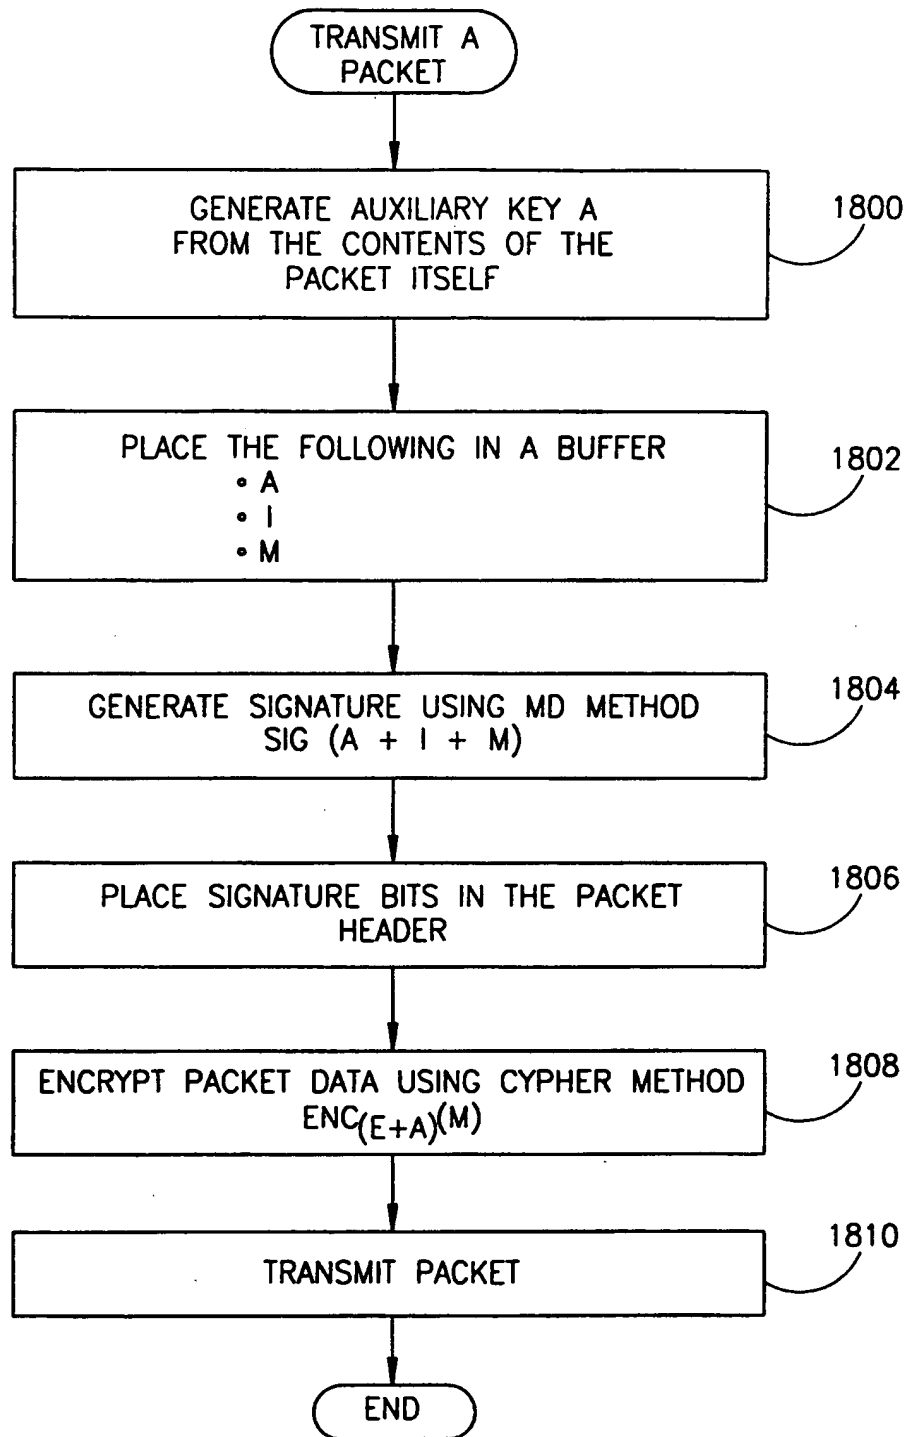 TRANSMIT A
PACKET
GENERATE AUXILIARY KEY A
FROM THE CONTENTS OF THE
PACKET ITSELF
1800
PLACE THE FOLLOWING IN A BUFFER
• A
• I
• M
1802
GENERATE SIGNATURE USING MD METHOD
SIG (A + I + M)
1804
PLACE SIGNATURE BITS IN THE PACKET
HEADER
1806
ENCRYPT PACKET DATA USING CYPHER METHOD
ENC(E+A)(M)
1808
TRANSMIT PACKET
1810
END